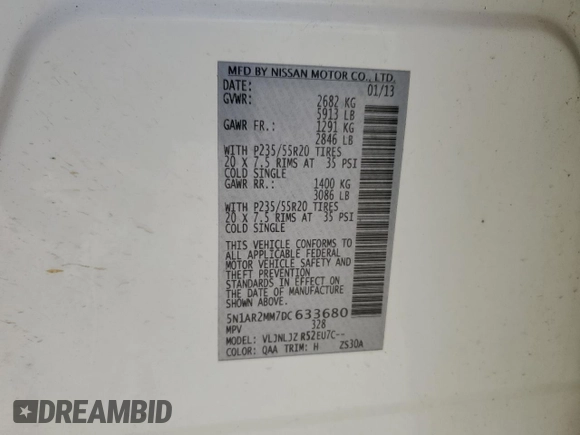 MFD BY NISSAN MOTOR CO., LTD.
DATE: 01/13
GVWR: 2682 KG
5913 LB
GAWR FR.: 1291 KG
2846 LB
WITH P235/55R20 TIRES
20 X 7.5 RIMS AT 35 PSI
COLD SINGLE
GAWR RR.: 1400 KG
3086 LB
WITH P235/55R20 TIRES
20 X 7.5 RIMS AT 35 PSI
COLD SINGLE
THIS VEHICLE CONFORMS TO
ALL APPLICABLE FEDERAL
MOTOR VEHICLE SAFETY AND
THEFT PREVENTION
STANDARDS IN EFFECT ON THE
DATE OF MANUFACTURE
SHOWN ABOVE.
5N1AR2MM7DC633680
MPV 328
MODEL: VLJNLJZ R52EU7C--
COLOR: QAA TRIM: H ZS30A
DREAMBID